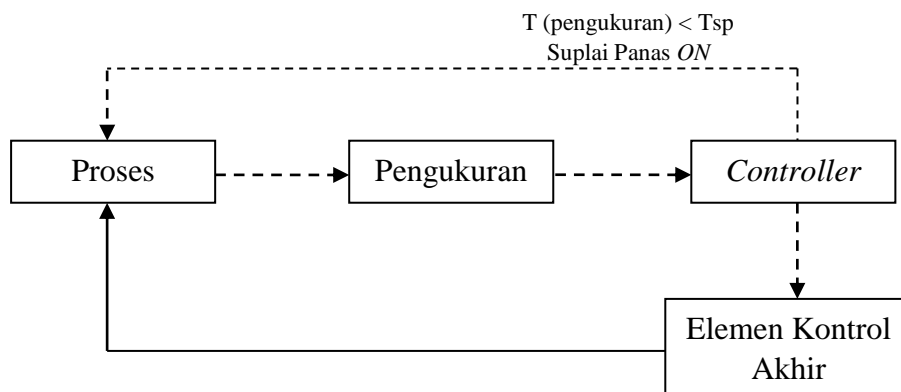 T (pengukuran) < Tsp
Suplai Panas ON
Proses
Pengukuran
Controller
Elemen Kontrol
Akhir